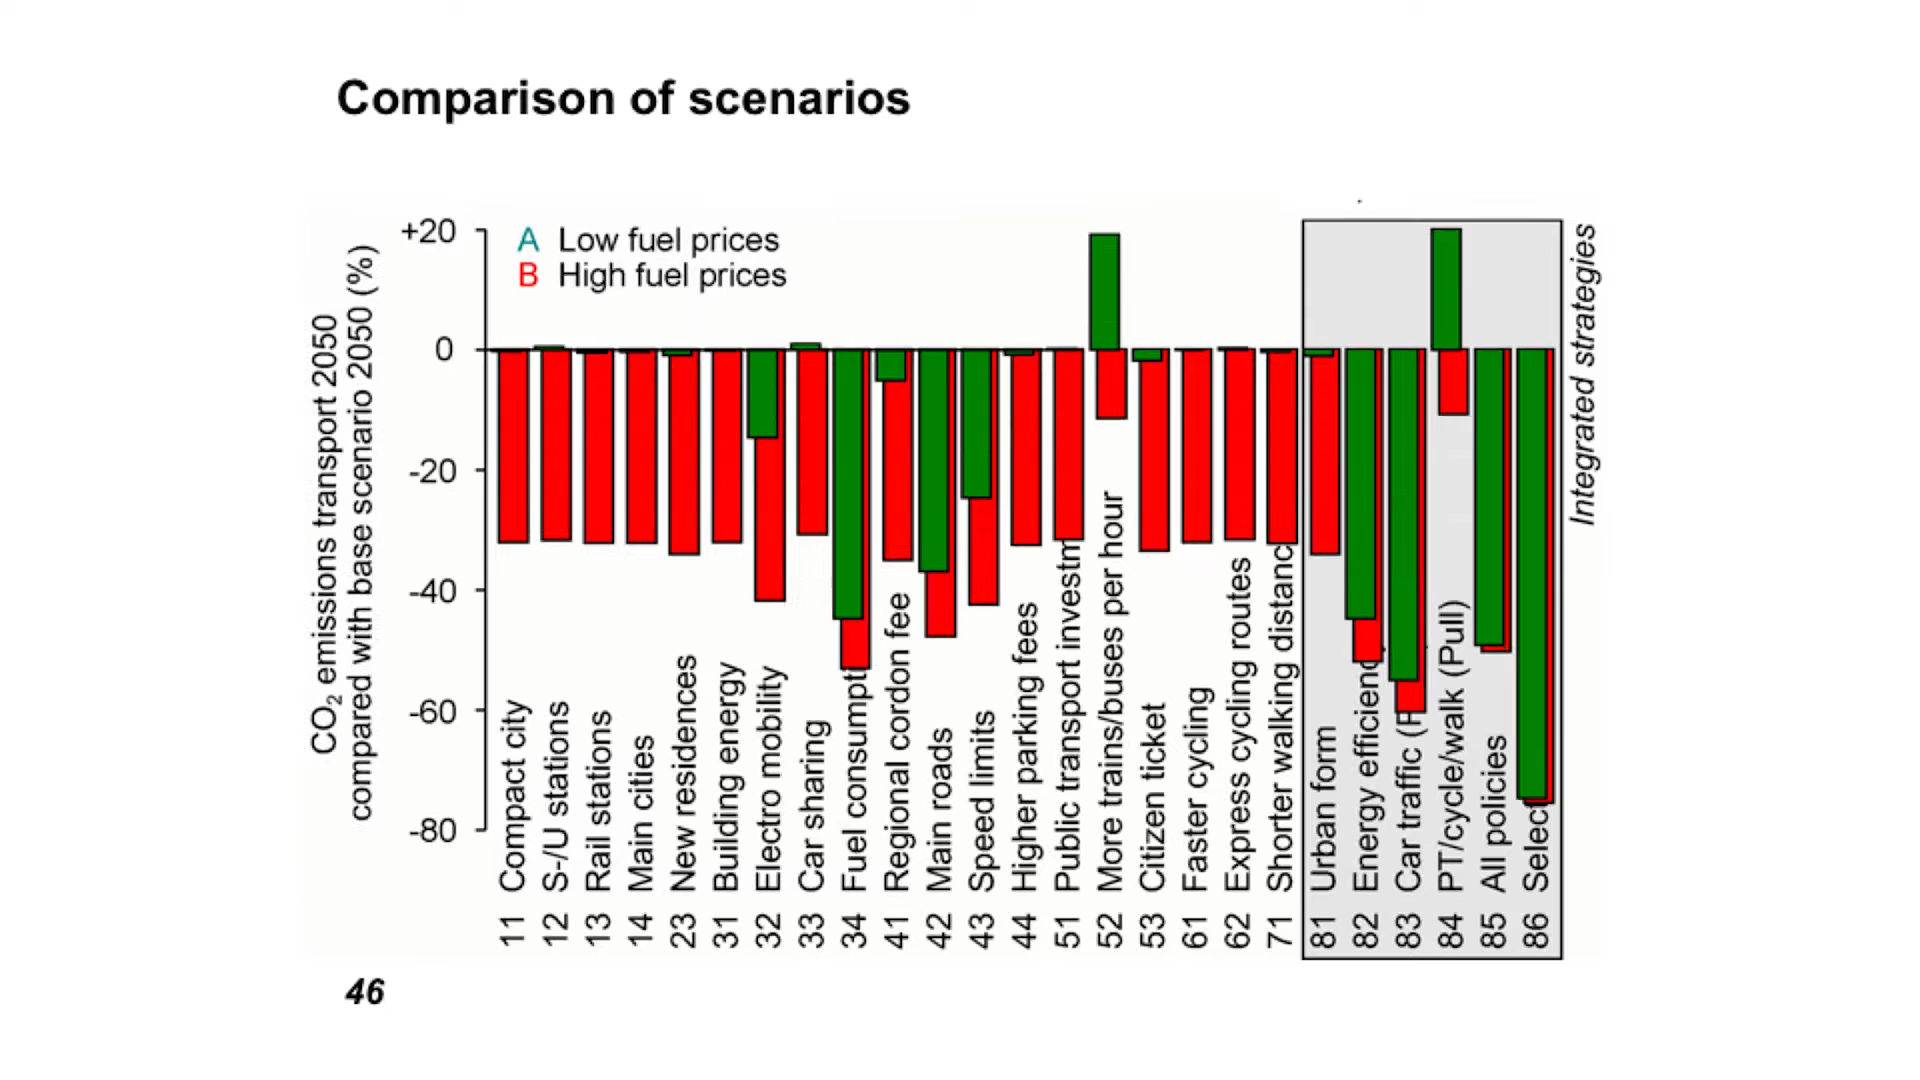 Comparison of scenarios
CO₂ emissions transport 2050
compared with base scenario 2050 (%)
+20
0
-20
-40
-60
-80
A Low fuel prices
B High fuel prices
11 Compact city
12 S-/U stations
13 Rail stations
14 Main cities
23 New residences
31 Building energy
32 Electro mobility
33 Car sharing
34 Fuel consumpti
41 Regional cordon fee
42 Main roads
43 Speed limits
44 Higher parking fees
51 Public transport investm
52 More trains/buses per hour
53 Citizen ticket
61 Faster cycling
62 Express cycling routes
71 Shorter walking distanc
81 Urban form
82 Energy efficiency
83 Car traffic (
84 PT/cycle/walk (Pull)
85 All policies
86 Select
Integrated strategies
46